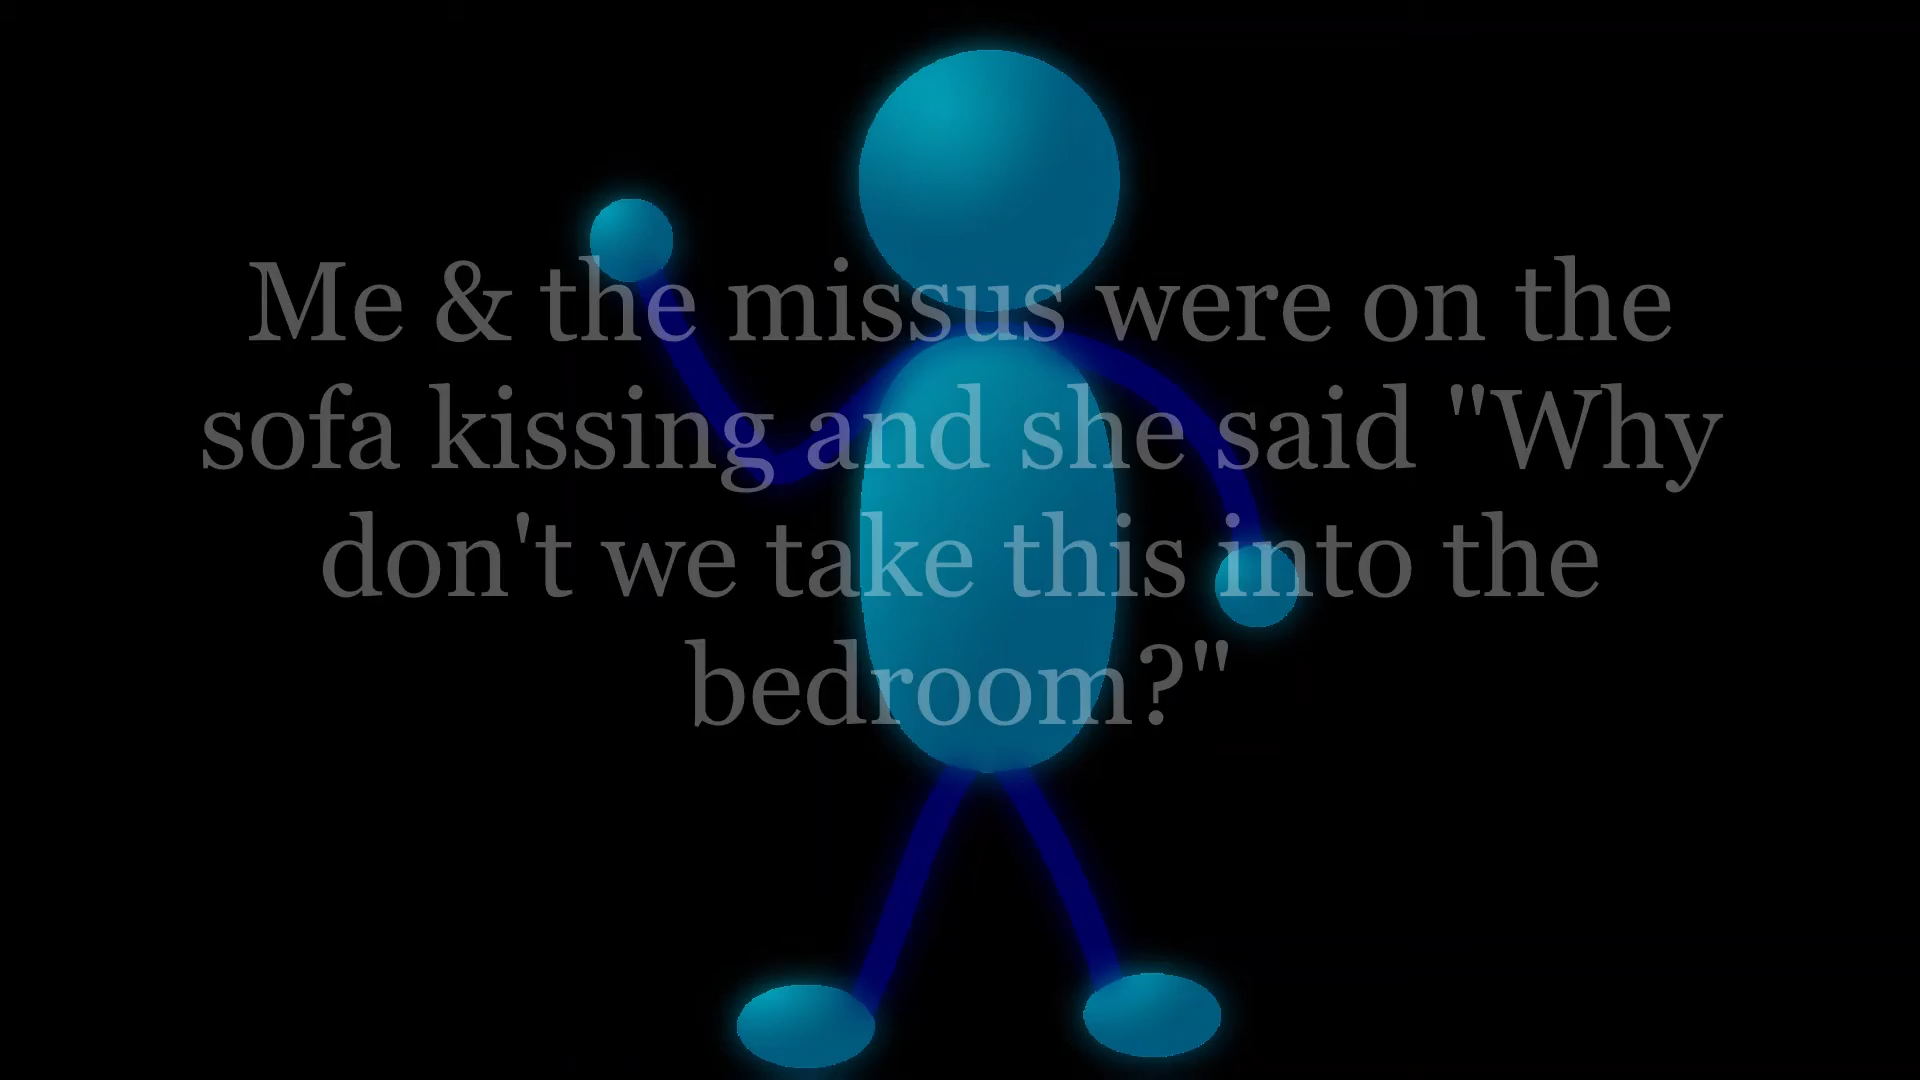 Me & the missus were on the
sofa kissing and she said "Why
don't we take this into the
bedroom?"